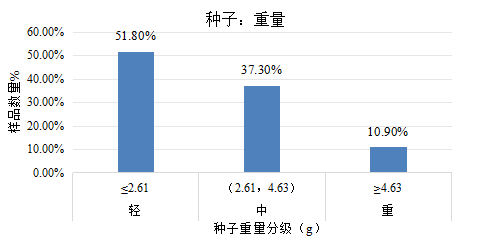 种子：重量
60.00%
50.00%
40.00%
30.00%
20.00%
10.00%
0.00%
样品数量%
51.80%
37.30%
10.90%
≤2.61
（2.61，4.63）
≥4.63
轻
中
重
种子重量分级（g）